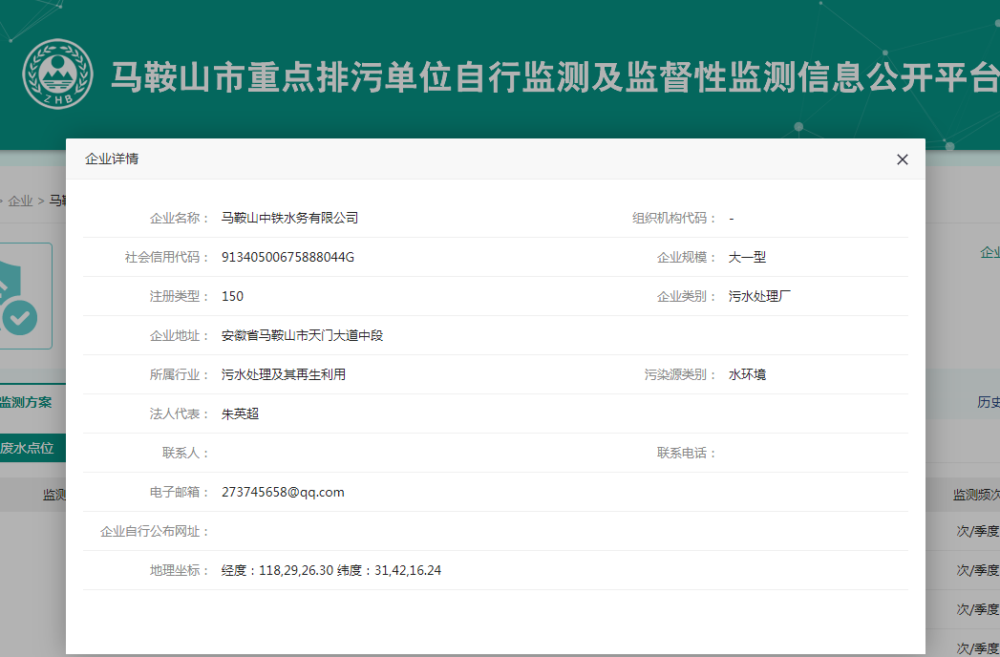 ZHB
马鞍山市重点排污单位自行监测及监督性监测信息公开平台
企业详情
> 企业 >
企业名称： 马鞍山中铁水务有限公司 组织机构代码： -
社会信用代码： 91340500675888044G 企业规模： 大一型
注册类型： 150 企业类别： 污水处理厂
企业地址： 安徽省马鞍山市天门大道中段
所属行业： 污水处理及其再生利用 污染源类别： 水环境
监测方案
法人代表： 朱英超
废水点位
联系人： 联系电话：
电子邮箱： 273745658@qq.com
监测 监测频次
企业自行公布网址：
次/季度
地理坐标： 经度：118,29,26.30 纬度：31,42,16.24
次/季度
次/季度
次/季度